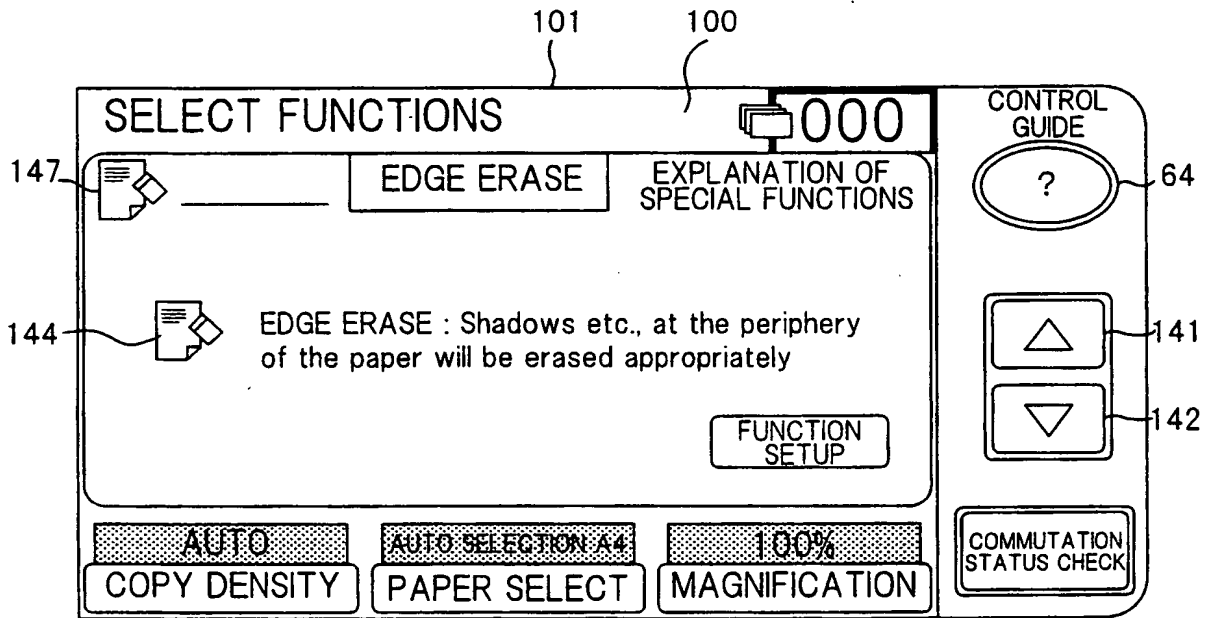 101 100
SELECT FUNCTIONS
000
CONTROL
GUIDE
147
EDGE ERASE
EXPLANATION OF
SPECIAL FUNCTIONS
?
64
144
EDGE ERASE : Shadows etc., at the periphery
of the paper will be erased appropriately
141
142
FUNCTION
SETUP
AUTO
AUTO SELECTION A4
100%
COPY DENSITY
PAPER SELECT
MAGNIFICATION
COMMUTATION
STATUS CHECK